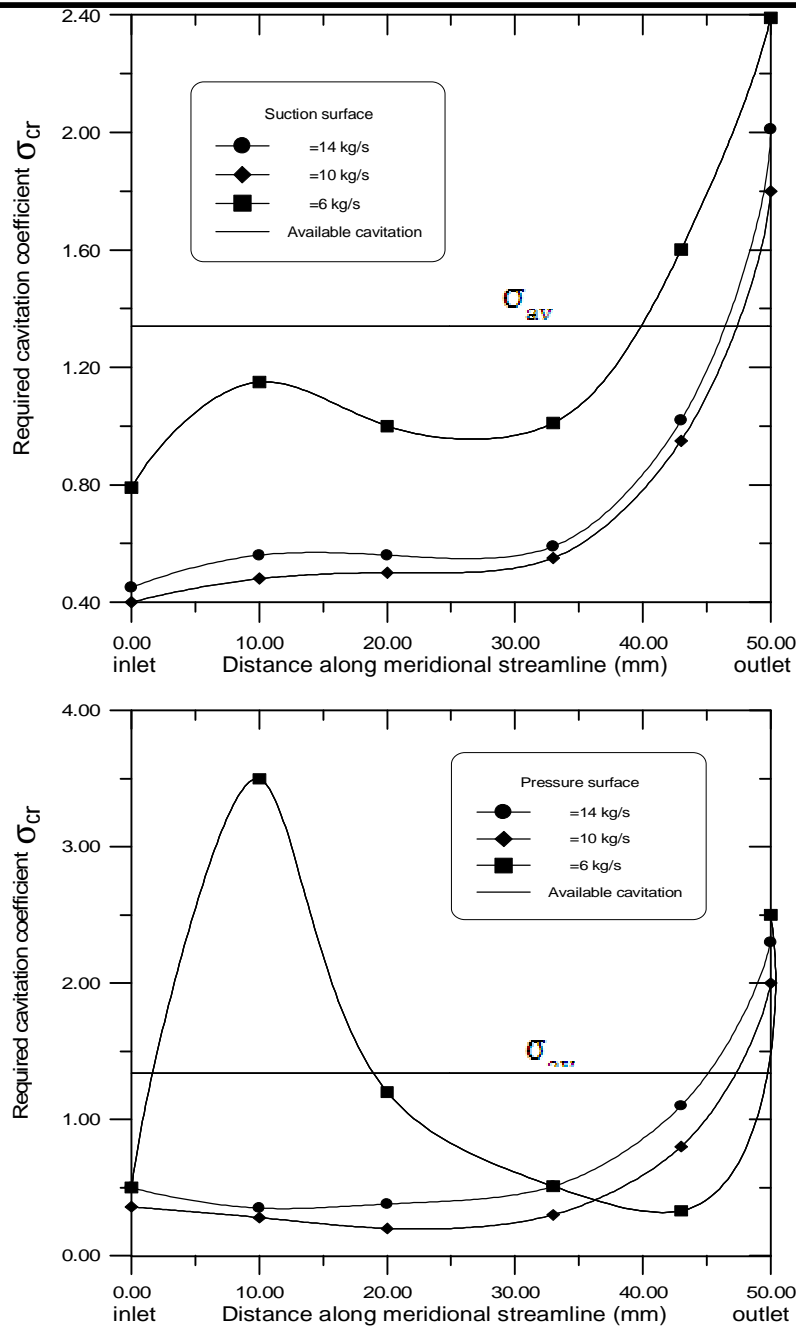 2.40
2.00
1.60
1.20
0.80
0.40
Required cavitation coefficient σcr
Suction surface
=14 kg/s
=10 kg/s
=6 kg/s
Available cavitation
σav
0.00 10.00 20.00 30.00 40.00 50.00
inlet Distance along meridional streamline (mm) outlet
4.00
3.00
2.00
1.00
0.00
Required cavitation coefficient σcr
Pressure surface
=14 kg/s
=10 kg/s
=6 kg/s
Available cavitation
σ
0.00 10.00 20.00 30.00 40.00 50.00
inlet Distance along meridional streamline (mm) outlet